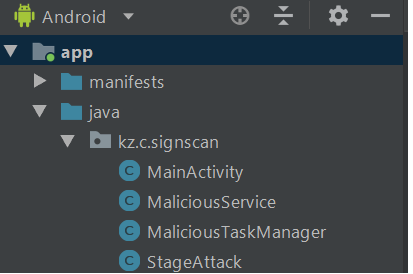 Android
app
manifests
java
kz.c.signscan
C MainActivity
C MaliciousService
C MaliciousTaskManager
C StageAttack